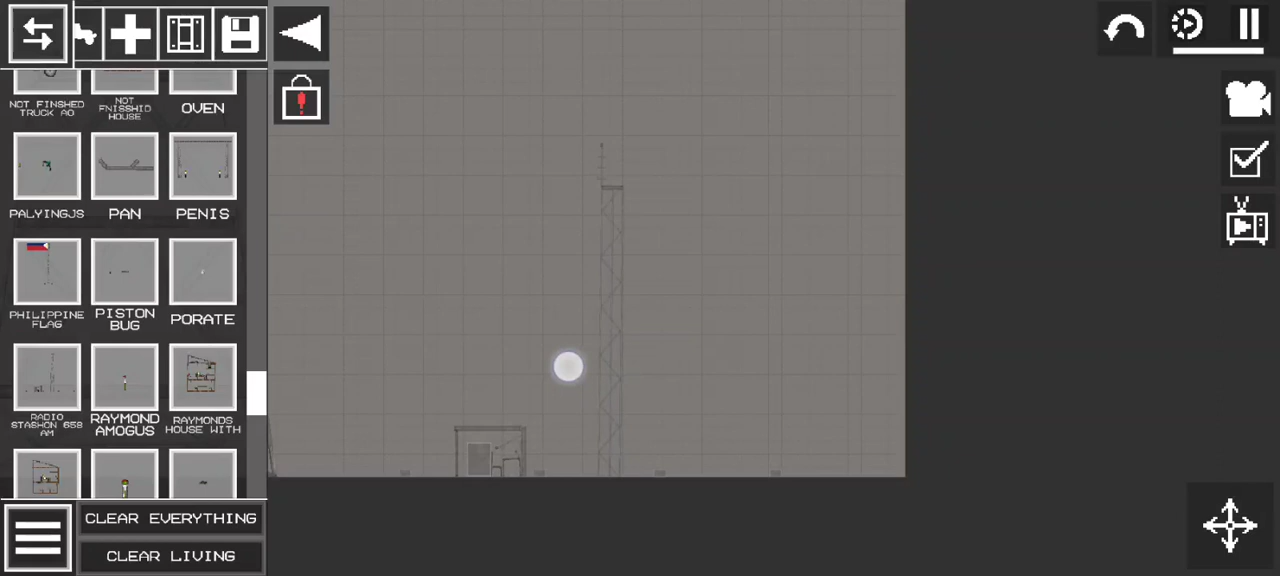 NOT FINSHED
TRUCK AO
NOT
FNISSHID
HOUSE
OVEN
PALYINGJS
PAN
PENIS
PHILIPPINE
FLAG
PISTON
BUG
PORATE
RADIO
STASHON 658
AM
RAYMOND
AMOGUS
RAYMONDS
HOUSE WITH
CLEAR EVERYTHING
CLEAR LIVING